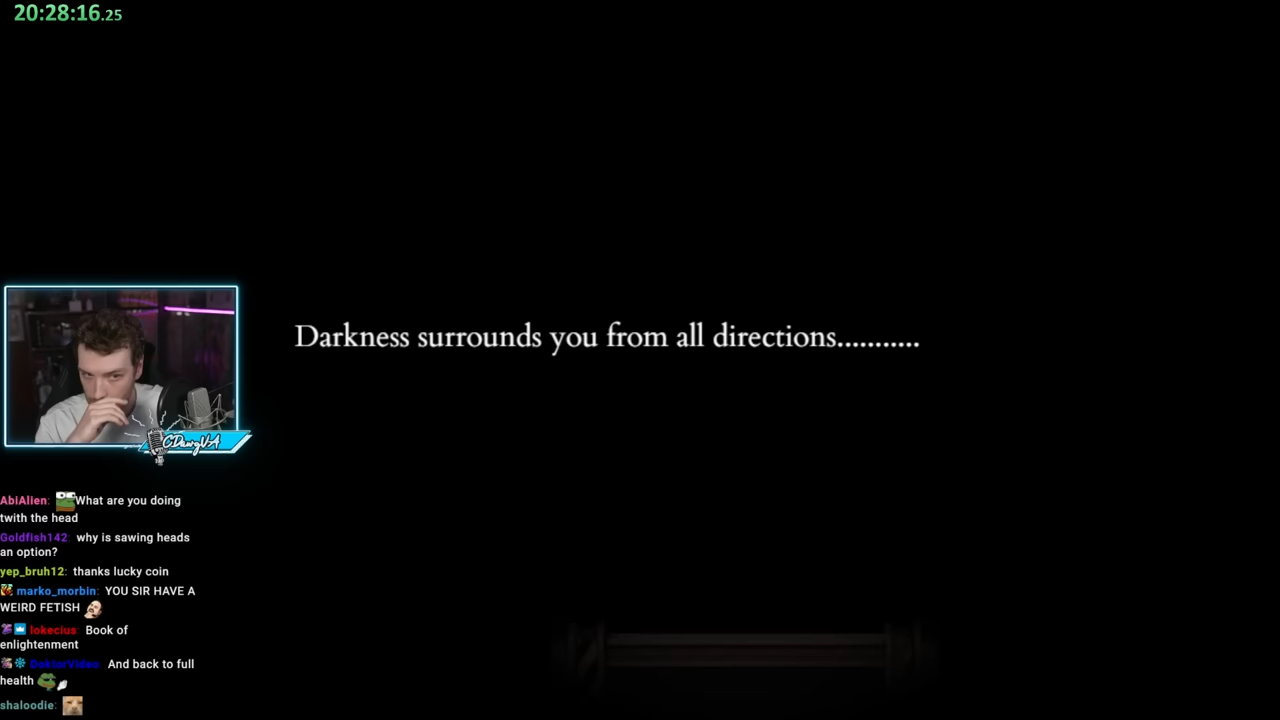 20:28:16.25
Darkness surrounds you from all directions...........
CDawgVA
AbiAlien: What are you doing
twith the head
Goldfish142: why is sawing heads
an option?
yep_bruh12: thanks lucky coin
marko_morbin: YOU SIR HAVE A
WEIRD FETISH
lokecius: Book of
enlightenment
DoktorVideo: And back to full
health
shaloodie: